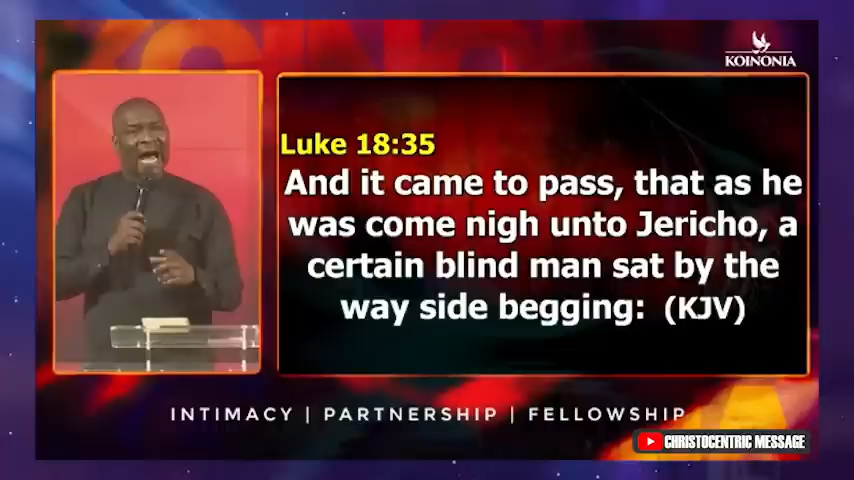 KOINONIA
Luke 18:35
And it came to pass, that as he
was come nigh unto Jericho, a
certain blind man sat by the
way side begging: (KJV)
INTIMACY | PARTNERSHIP | FELLOWSHIP
CHRISTOCENTRIC MESSAGE